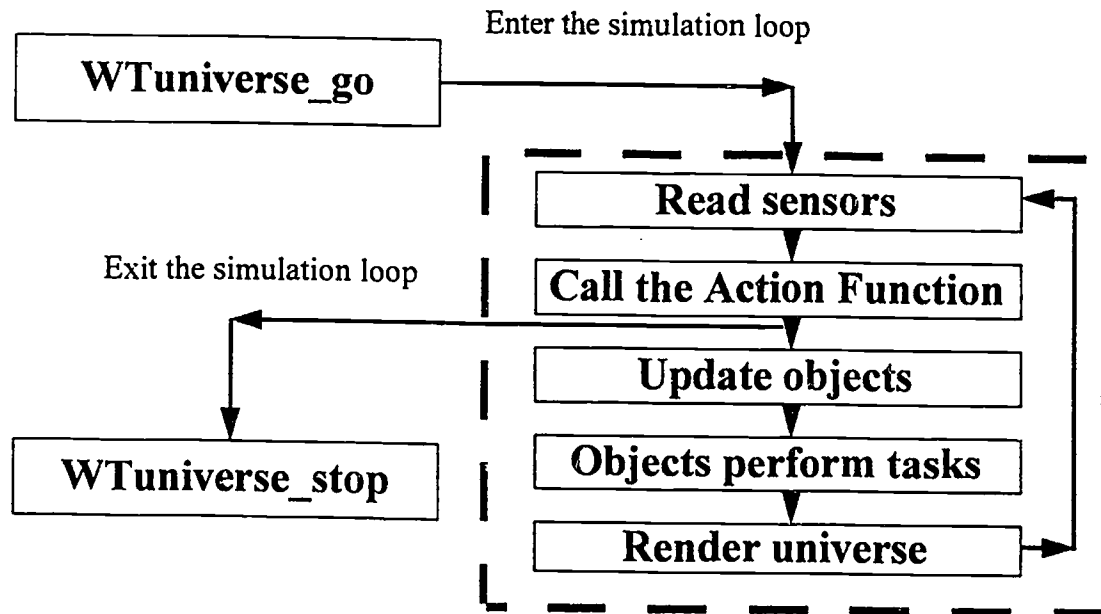 Enter the simulation loop
WTuniverse_go
Read sensors
Exit the simulation loop
Call the Action Function
Update objects
WTuniverse_stop
Objects perform tasks
Render universe